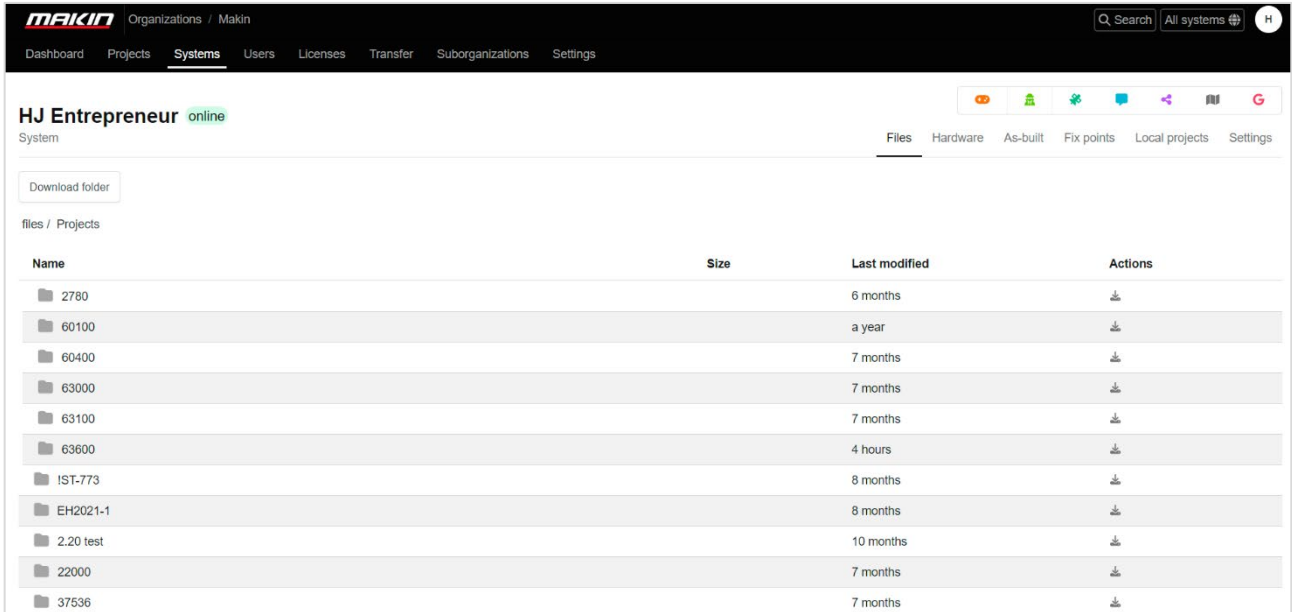 MAKIN Organizations / Makin Search All systems H
Dashboard Projects Systems Users Licenses Transfer Suborganizations Settings
HJ Entrepreneur online
System
Files Hardware As-built Fix points Local projects Settings
Download folder
files / Projects
Name Size Last modified Actions
2780 6 months
60100 a year
60400 7 months
63000 7 months
63100 7 months
63600 4 hours
!ST-773 8 months
EH2021-1 8 months
2.20 test 10 months
22000 7 months
37536 7 months